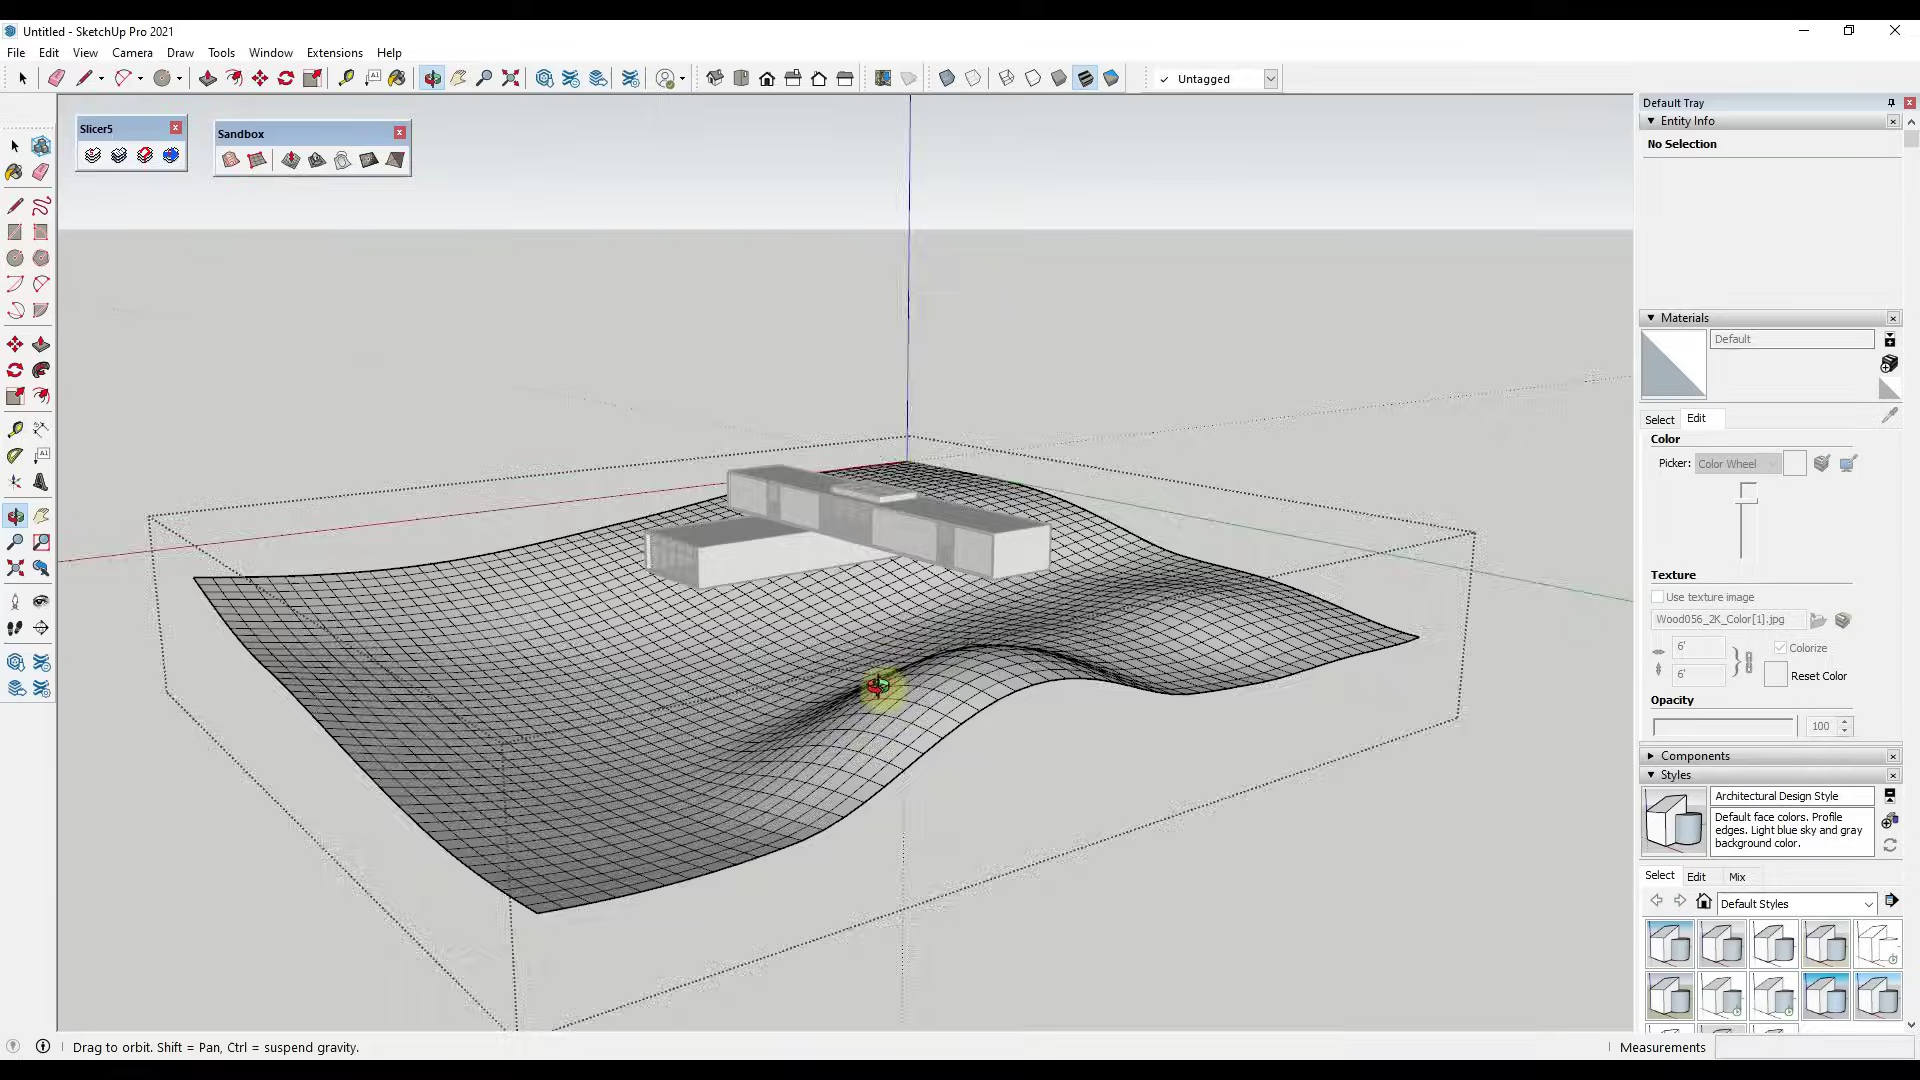 Untitled - SketchUp Pro 2021
File Edit View Camera Draw Tools Window Extensions Help
Untagged
Slicer5
Sandbox
Default Tray
Entity Info
No Selection
Materials
Default
Select Edit
Color
Picker: Color Wheel
Texture
Use texture image
Wood056_2K_Color[1].jpg
6' Colorize
6' Reset Color
Opacity
100
Components
Styles
Architectural Design Style
Default face colors. Profile
edges. Light blue sky and gray
background color.
Select Edit Mix
Default Styles
Drag to orbit. Shift = Pan, Ctrl = suspend gravity.
Measurements